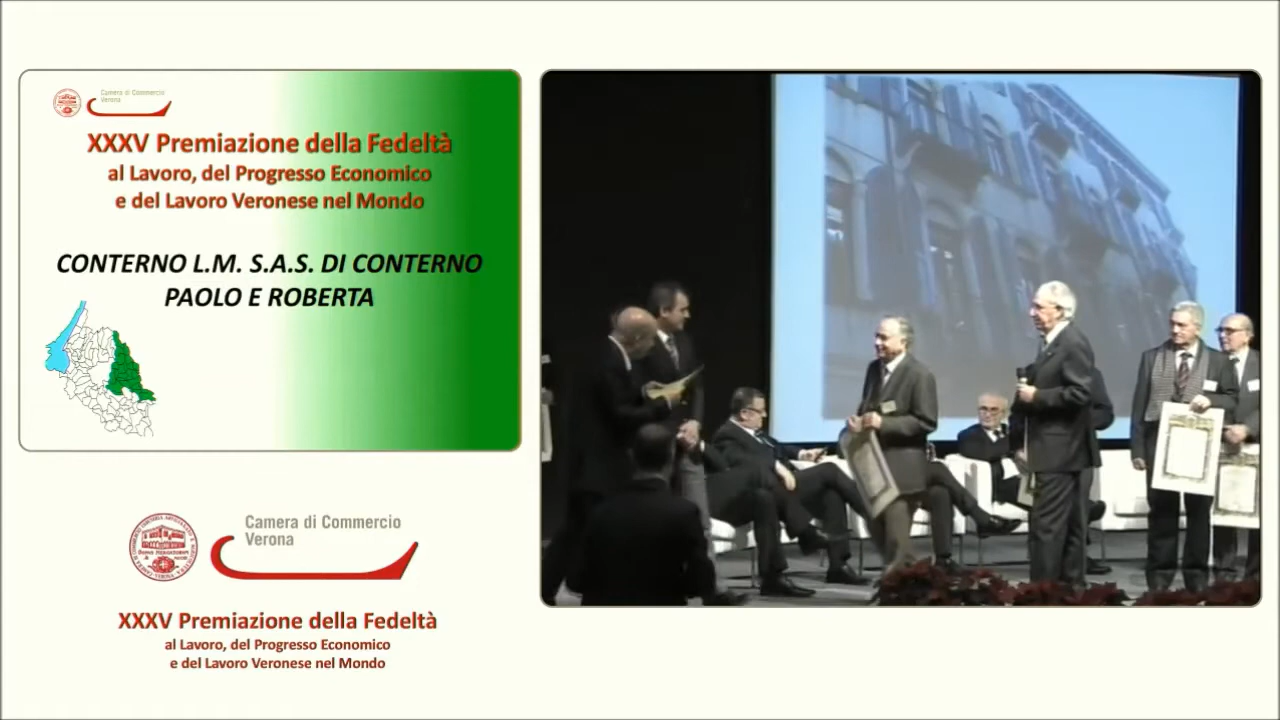 Camera di Commercio
Verona
XXXV Premiazione della Fedeltà
al Lavoro, del Progresso Economico
e del Lavoro Veronese nel Mondo
CONTERNO L.M. S.A.S. DI CONTERNO
PAOLO E ROBERTA
Camera di Commercio
Verona
XXXV Premiazione della Fedeltà
al Lavoro, del Progresso Economico
e del Lavoro Veronese nel Mondo